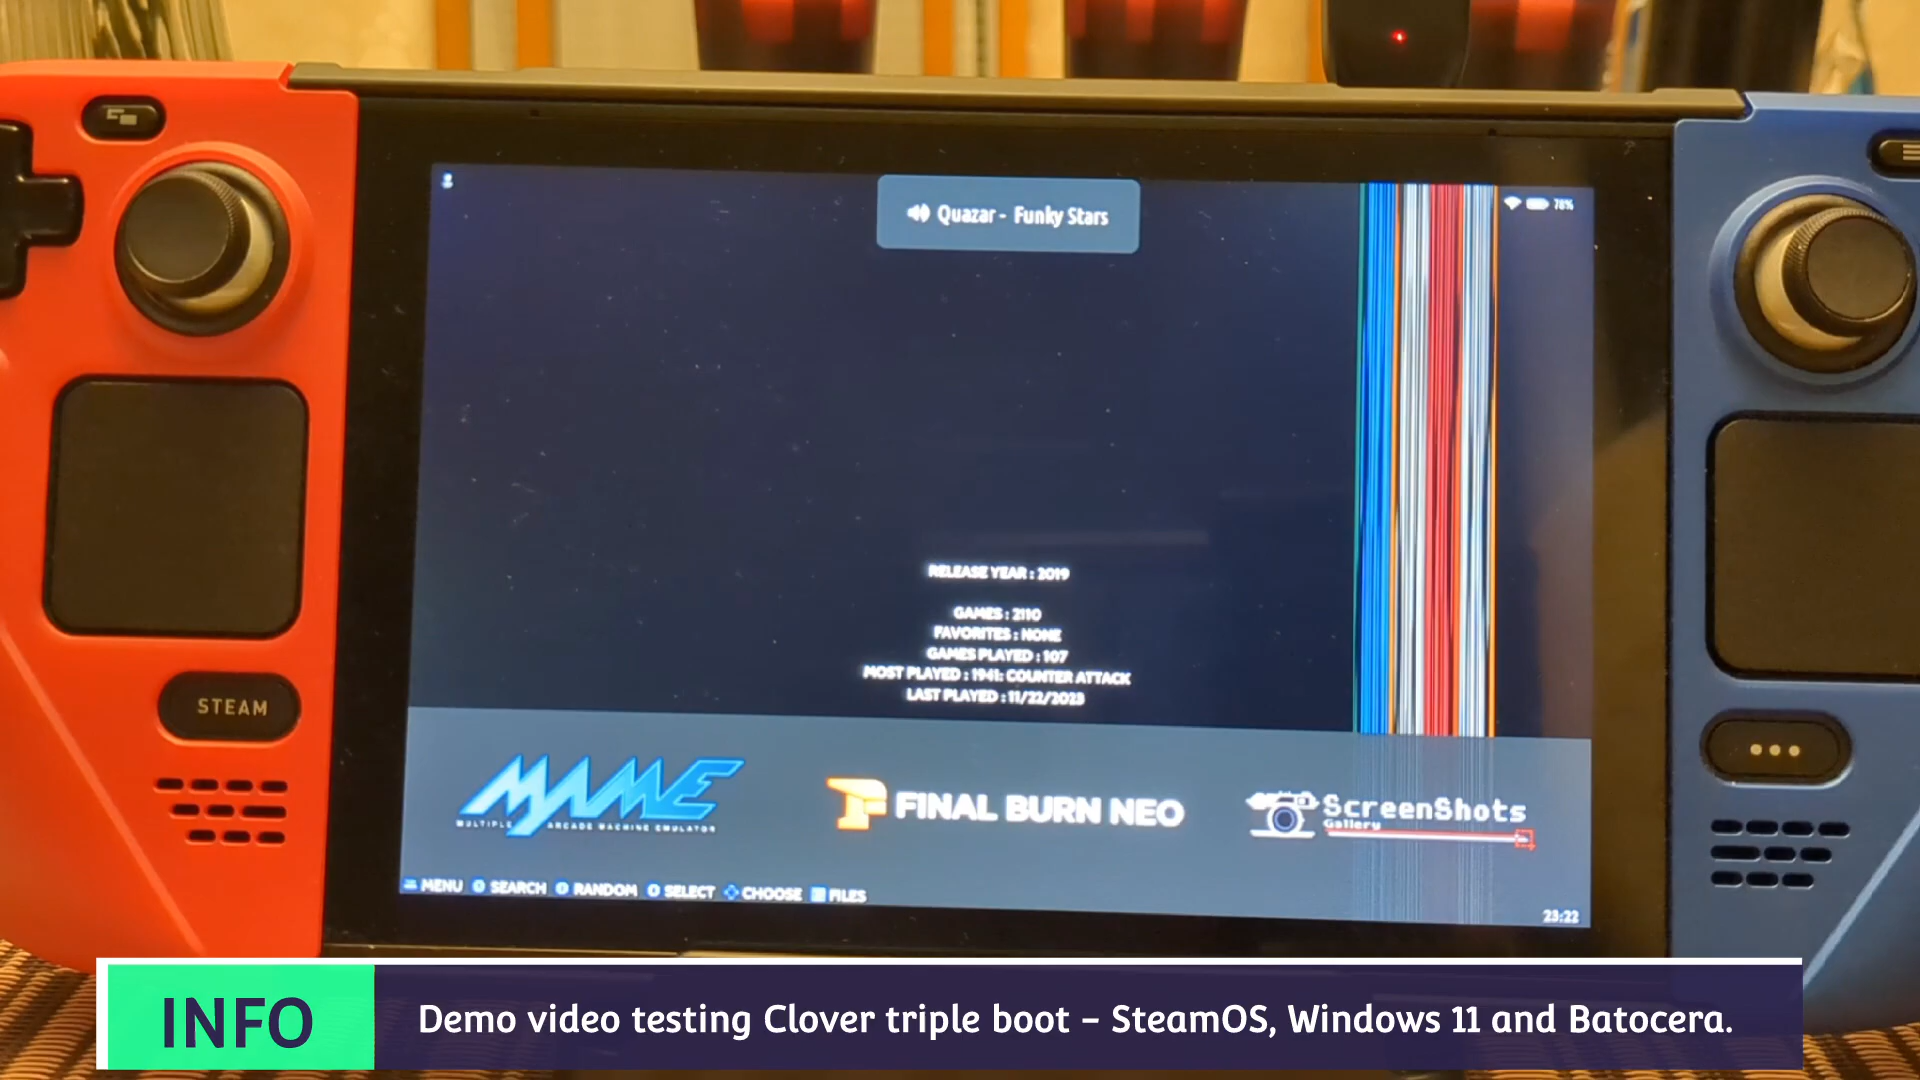 Quazar - Funky Stars
78%
RELEASE YEAR : 2019
GAMES : 2110
FAVORITES : NONE
GAMES PLAYED : 107
MOST PLAYED : 1941: COUNTER ATTACK
LAST PLAYED : 11/22/2023
STEAM
MAME
MULTIPLE ARCADE MACHINE EMULATOR
FINAL BURN NEO
ScreenShots
Gallery
MENU SEARCH RANDOM SELECT CHOOSE FILES
23:22
INFO
Demo video testing Clover triple boot – SteamOS, Windows 11 and Batocera.